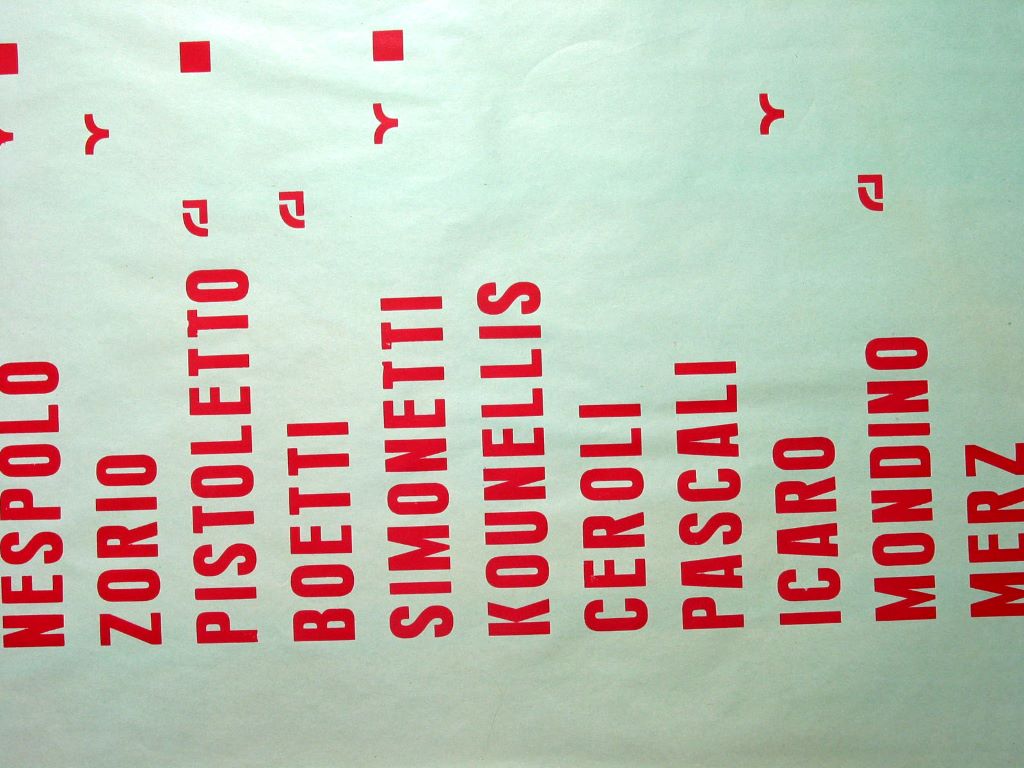 NESPOLO
ZORIO
PISTOLETTO
BOETTI
SIMONETTI
KOUNELLIS
CEROLI
PASCALI
ICARO
MONDINO
MERZ